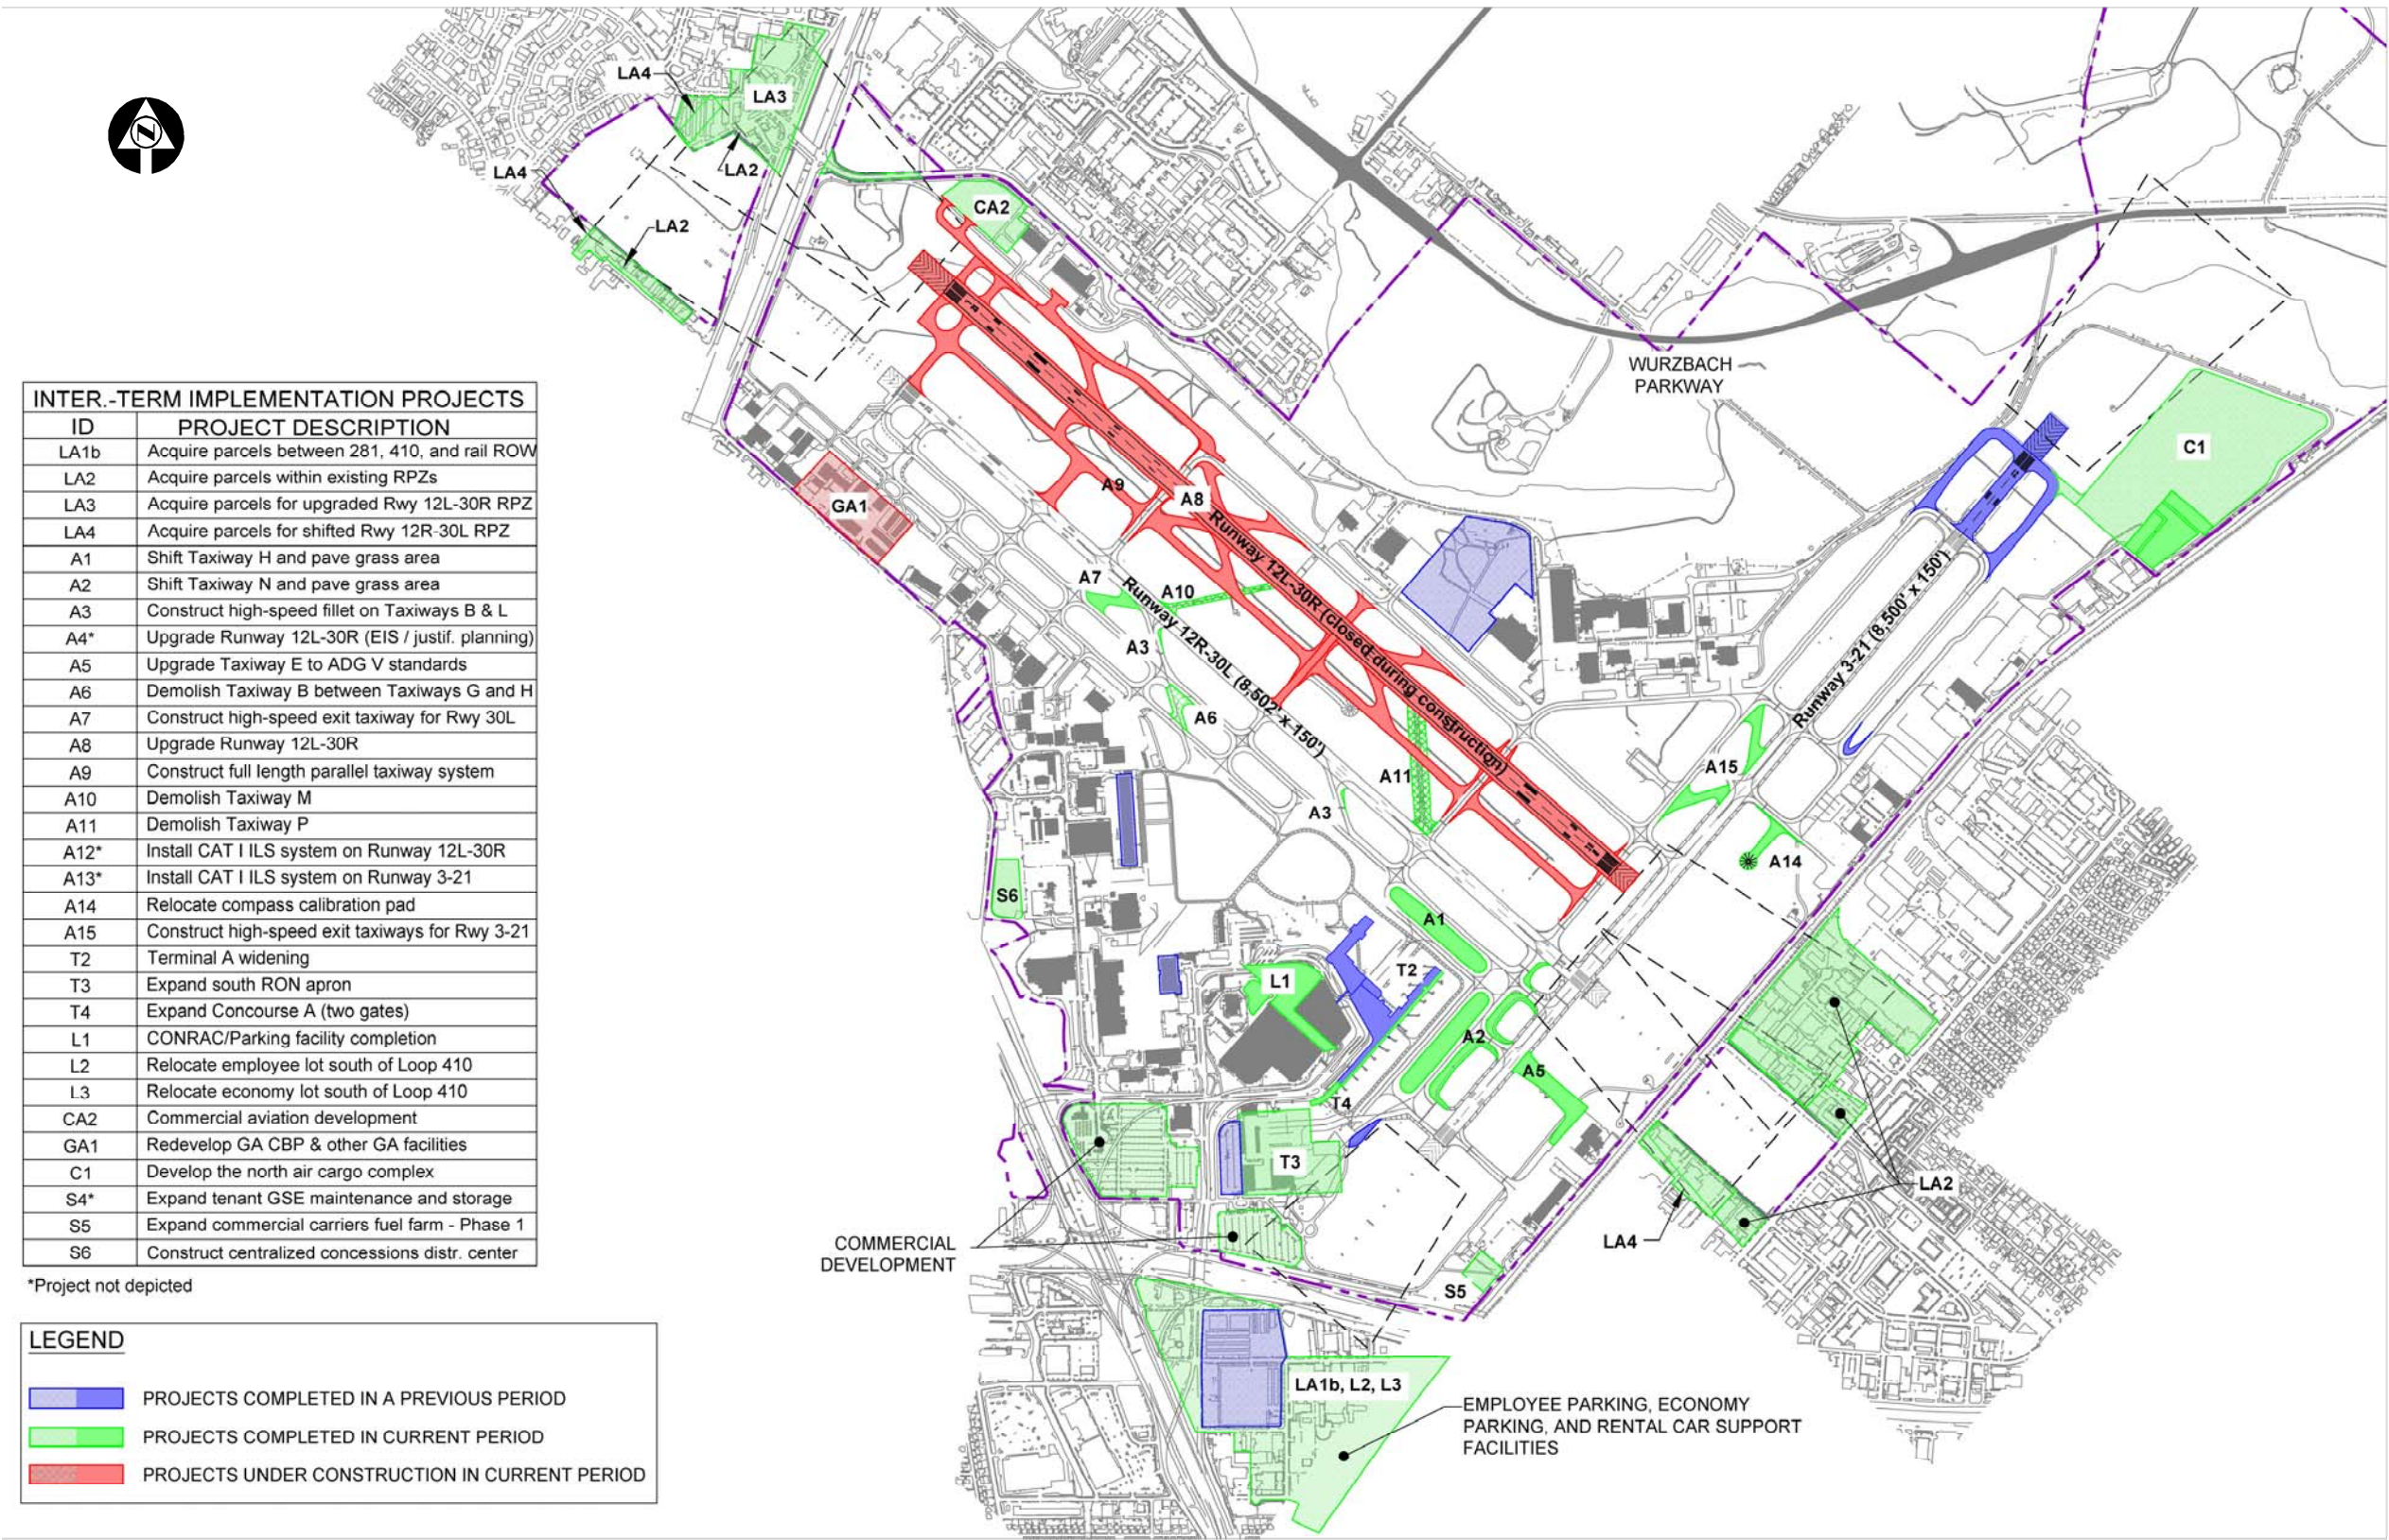 N
LA4
LA3
LA2
LA4
LA2
CA2
WURZBACH
PARKWAY
C1
GA1
A9
A8
Runway 12L-30R (closed during construction)
A7
A10
Runway 12R-30L (8,502' x 150')
A3
A6
A11
A3
Runway 3-21 (8,500' x 150')
A15
A14
S6
A1
L1
T2
A2
A5
T4
T3
COMMERCIAL
DEVELOPMENT
LA2
LA4
S5
LA1b, L2, L3
EMPLOYEE PARKING, ECONOMY
PARKING, AND RENTAL CAR SUPPORT
FACILITIES
INTER.-TERM IMPLEMENTATION PROJECTS
ID PROJECT DESCRIPTION
LA1b Acquire parcels between 281, 410, and rail ROW
LA2 Acquire parcels within existing RPZs
LA3 Acquire parcels for upgraded Rwy 12L-30R RPZ
LA4 Acquire parcels for shifted Rwy 12R-30L RPZ
A1 Shift Taxiway H and pave grass area
A2 Shift Taxiway N and pave grass area
A3 Construct high-speed fillet on Taxiways B & L
A4* Upgrade Runway 12L-30R (EIS / justif. planning)
A5 Upgrade Taxiway E to ADG V standards
A6 Demolish Taxiway B between Taxiways G and H
A7 Construct high-speed exit taxiway for Rwy 30L
A8 Upgrade Runway 12L-30R
A9 Construct full length parallel taxiway system
A10 Demolish Taxiway M
A11 Demolish Taxiway P
A12* Install CAT I ILS system on Runway 12L-30R
A13* Install CAT I ILS system on Runway 3-21
A14 Relocate compass calibration pad
A15 Construct high-speed exit taxiways for Rwy 3-21
T2 Terminal A widening
T3 Expand south RON apron
T4 Expand Concourse A (two gates)
L1 CONRAC/Parking facility completion
L2 Relocate employee lot south of Loop 410
L3 Relocate economy lot south of Loop 410
CA2 Commercial aviation development
GA1 Redevelop GA CBP & other GA facilities
C1 Develop the north air cargo complex
S4* Expand tenant GSE maintenance and storage
S5 Expand commercial carriers fuel farm - Phase 1
S6 Construct centralized concessions distr. center
*Project not depicted
LEGEND
PROJECTS COMPLETED IN A PREVIOUS PERIOD
PROJECTS COMPLETED IN CURRENT PERIOD
PROJECTS UNDER CONSTRUCTION IN CURRENT PERIOD